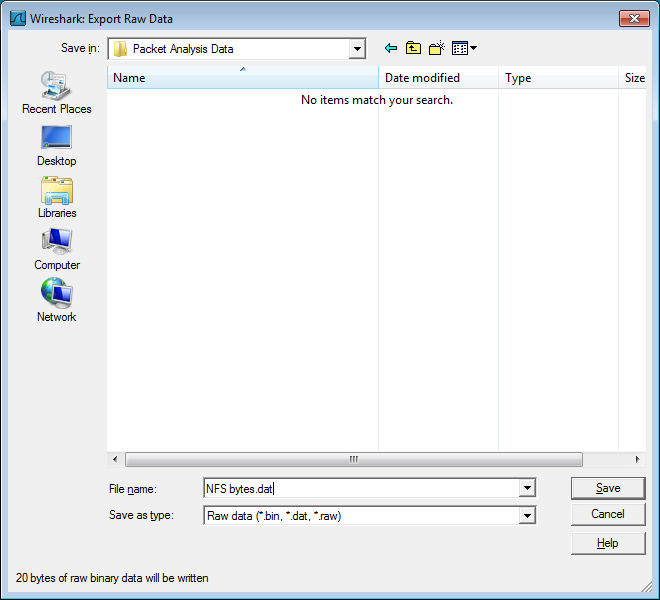 Wireshark: Export Raw Data
Save in: Packet Analysis Data
Name Date modified Type Size
No items match your search.
Recent Places
Desktop
Libraries
Computer
Network
File name: NFS bytes.dat Save
Save as type: Raw data (*.bin, *.dat, *.raw) Cancel
Help
20 bytes of raw binary data will be written